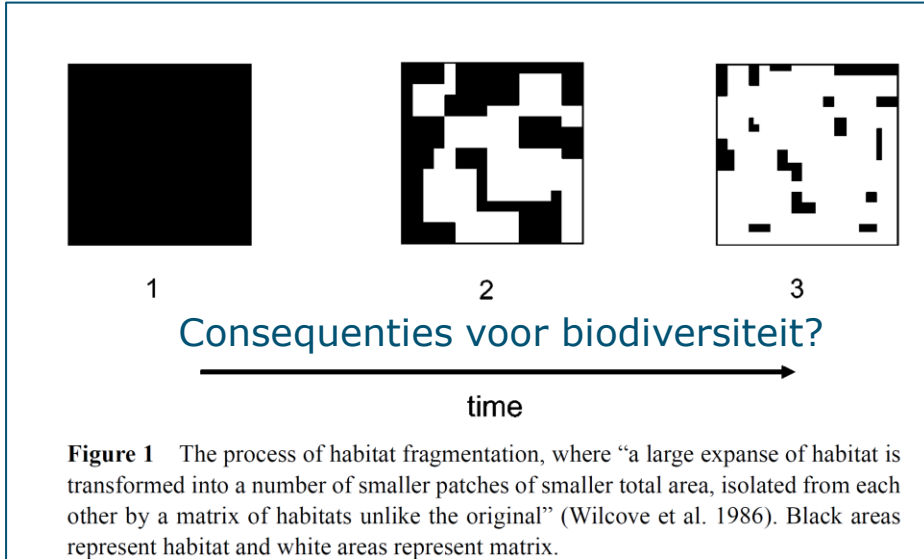 1 2 3
Consequenties voor biodiversiteit?
time
Figure 1 The process of habitat fragmentation, where “a large expanse of habitat is
transformed into a number of smaller patches of smaller total area, isolated from each
other by a matrix of habitats unlike the original” (Wilcove et al. 1986). Black areas
represent habitat and white areas represent matrix.